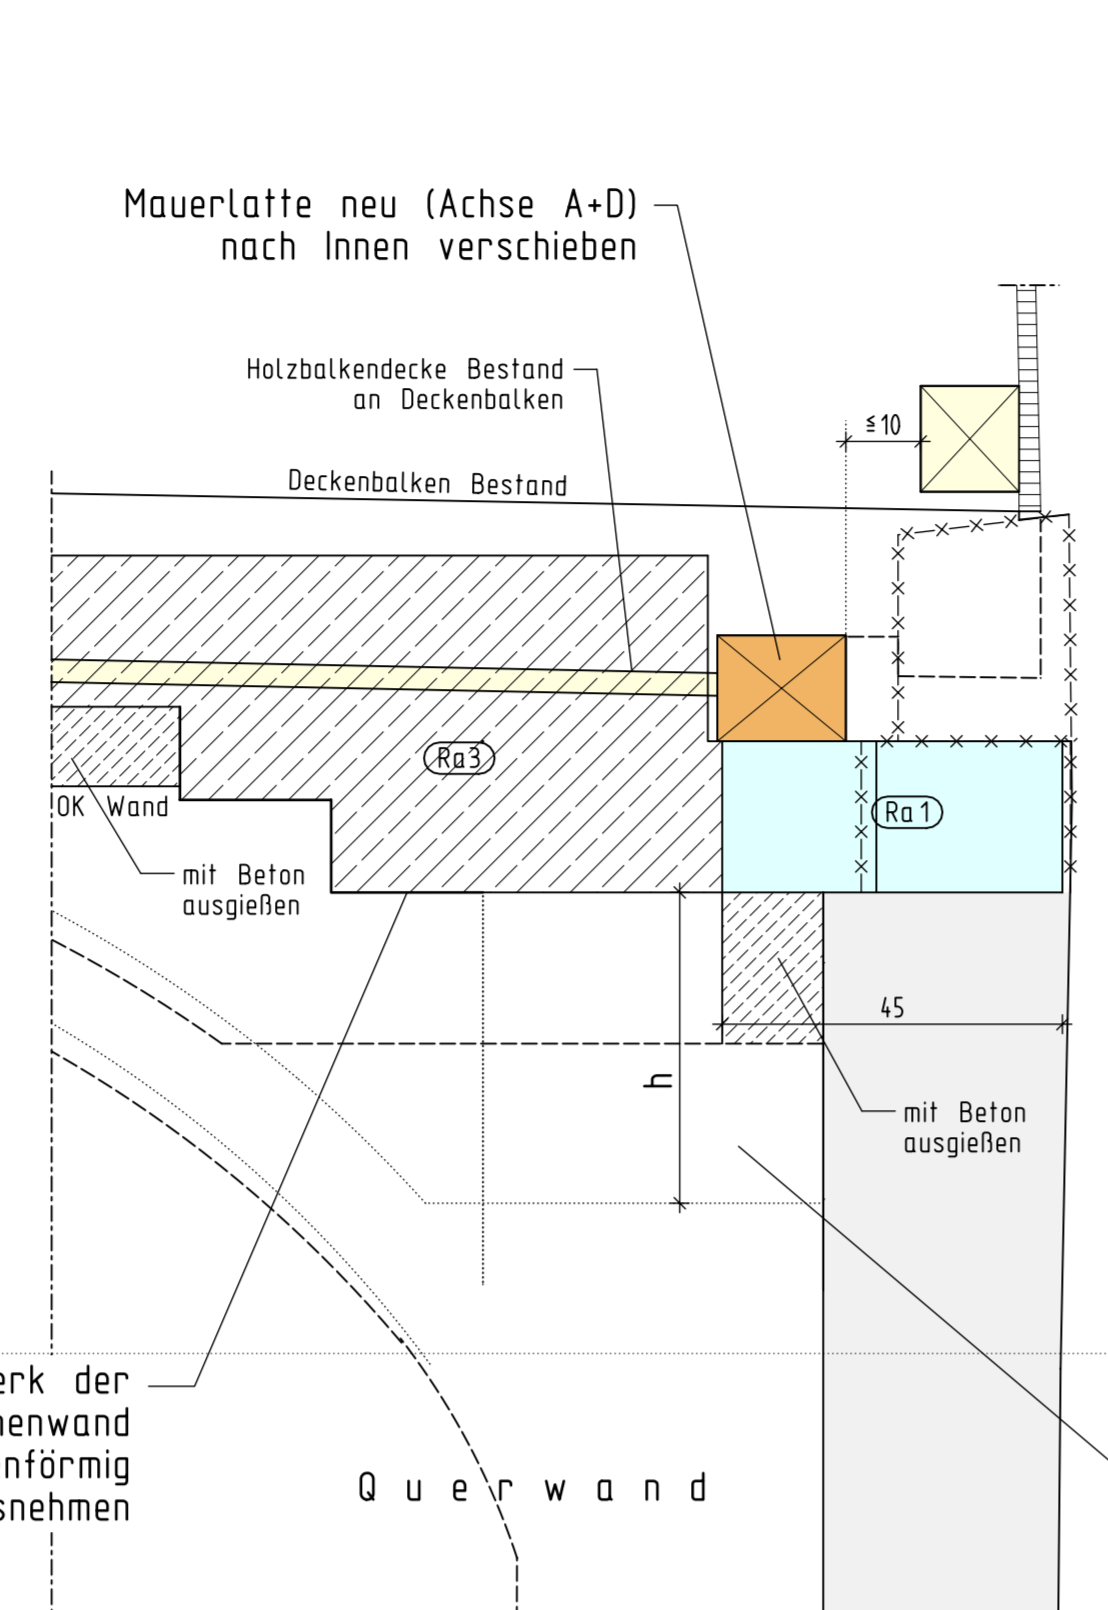 Mauerlatte neu (Achse A+D)
nach Innen verschieben
Holzbalkendecke Bestand
an Deckenbalken
≦10
Deckenbalken Bestand
Ra3
OK Wand
Ra1
mit Beton
ausgießen
45
h
mit Beton
ausgießen
erk der
nenwand
nförmig
snehmen
Querwand